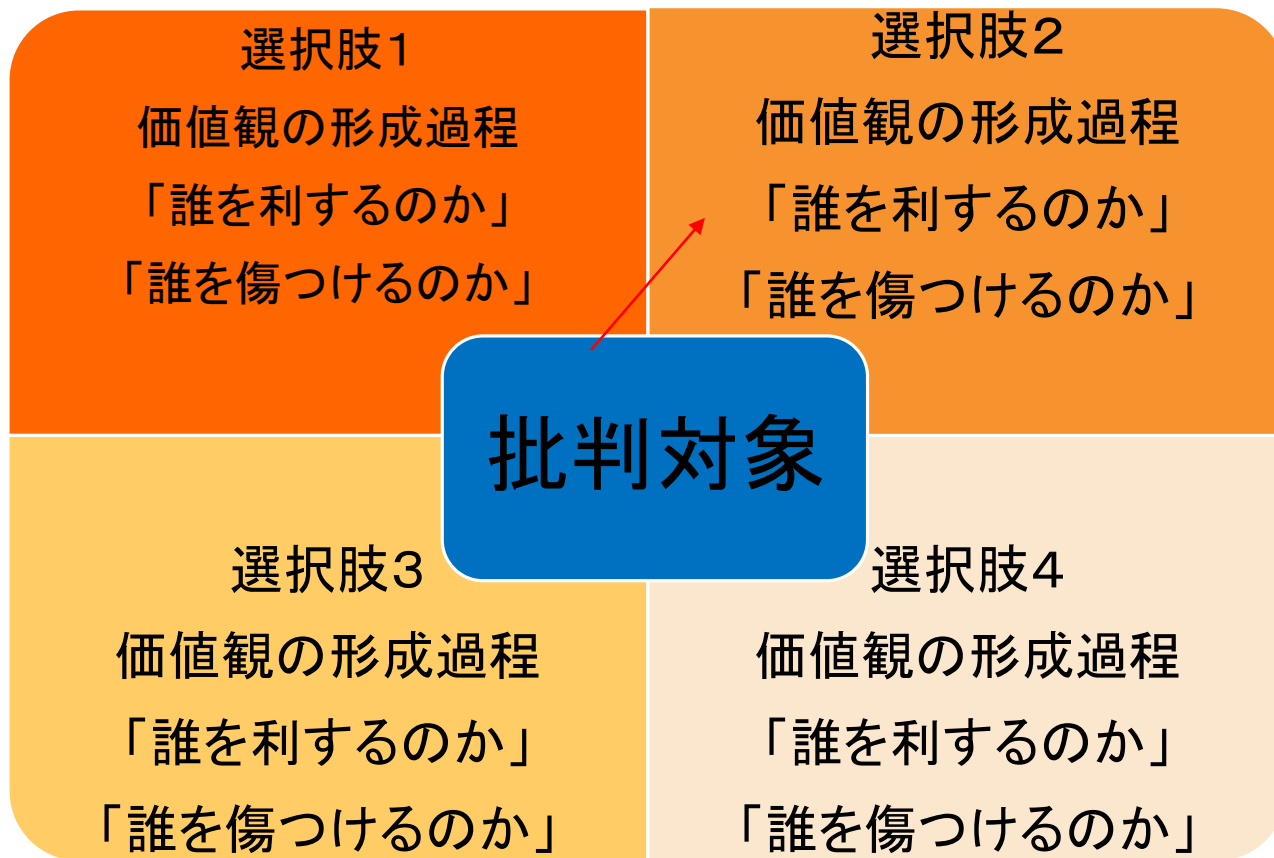 選択肢1
価値観の形成過程
「誰を利するのか」
「誰を傷つけるのか」
選択肢2
価値観の形成過程
「誰を利するのか」
「誰を傷つけるのか」
批判対象
選択肢3
価値観の形成過程
「誰を利するのか」
「誰を傷つけるのか」
選択肢4
価値観の形成過程
「誰を利するのか」
「誰を傷つけるのか」